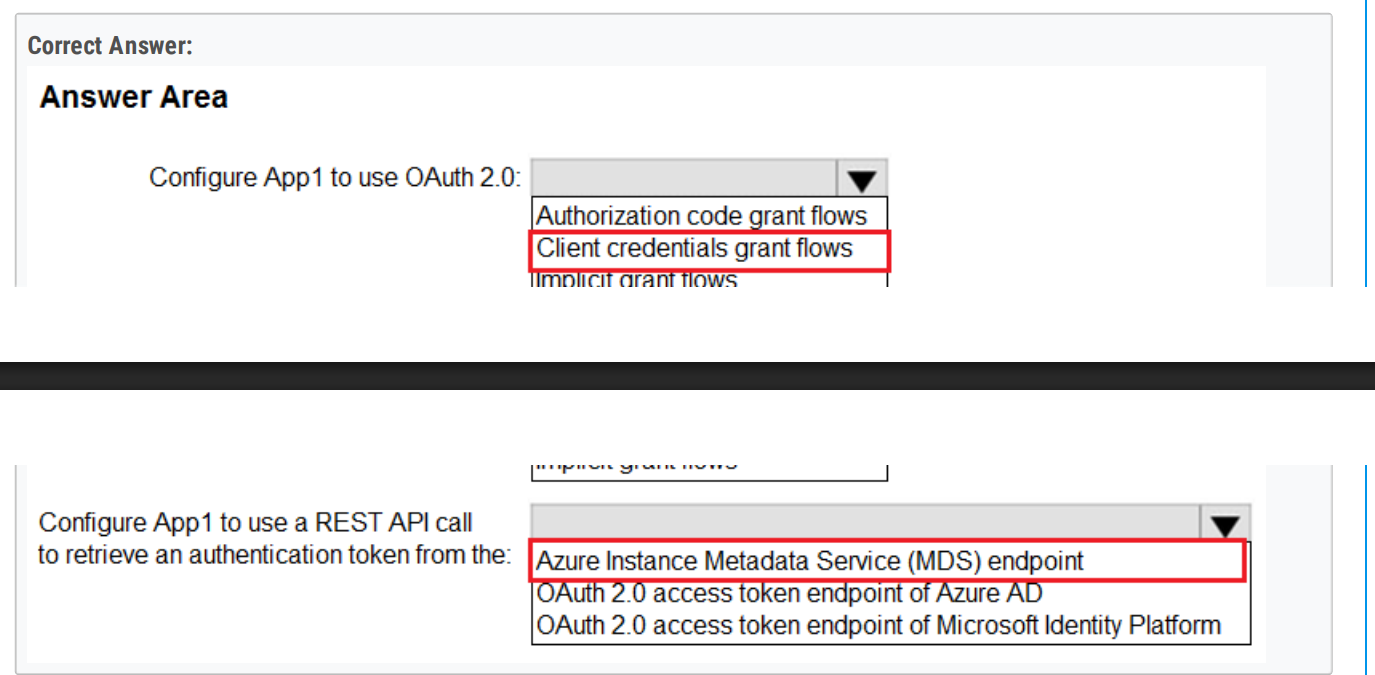 Correct Answer:
Answer Area
Configure App1 to use OAuth 2.0:
Authorization code grant flows
Client credentials grant flows
Implicit grant flows
Implicit grant flows
Configure App1 to use a REST API call
to retrieve an authentication token from the:
Azure Instance Metadata Service (MDS) endpoint
OAuth 2.0 access token endpoint of Azure AD
OAuth 2.0 access token endpoint of Microsoft Identity Platform